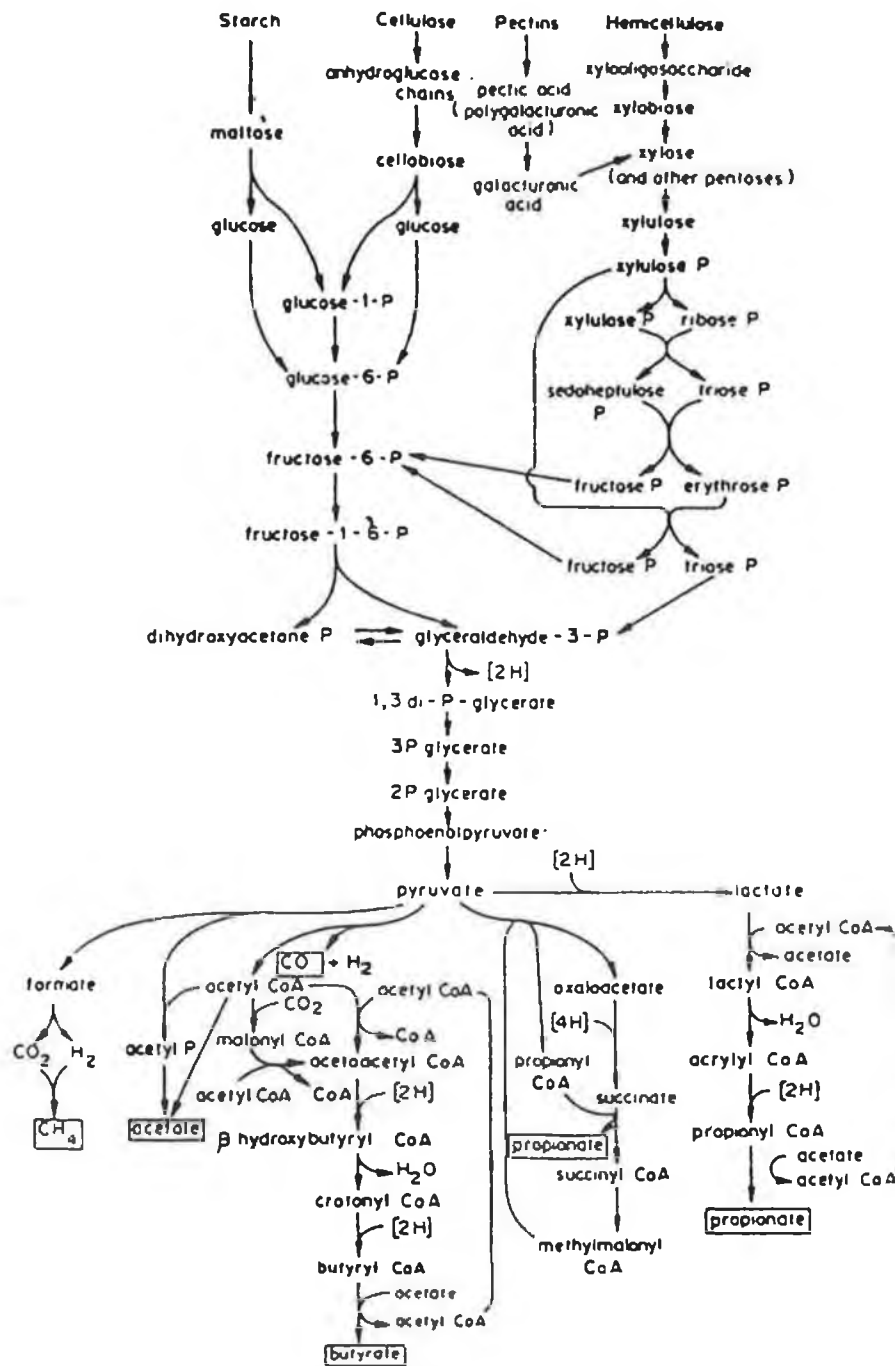 Starch Cellulase Pectins Hemicellulose
anhydroglucose
chains
xylooligosaccharide
pectic acid
(polygalacturonic
acid)
xylobiose
maltose
cellobiose
xylose
(and other pentoses)
galacturonic
acid
glucose glucose
xylulase
xylulose P
glucose-1-P
xylulose P ribose P
glucose-6-P
sedoheptulose
P
triose P
fructose-6-P
fructose P erythrose P
fructose-1-6-P
fructose P triose P
dihydroxyacetone P glyceraldehyde-3-P
[2H]
1,3 di-P-glycerate
3P glycerate
2P glycerate
phosphoenolpyruvate
pyruvate [2H] lactate
acetyl CoA
acetate
CO + H2
formate acetyl CoA acetyl CoA oxaloacetate lactyl CoA
CO2
[4H] H2O
CoA
malonyl CoA
CO2 H2 acetyl P acetoacetyl CoA propionyl
CoA
acrylyl CoA
acetyl CoA CoA [2H] succinate [2H]
CH4 acetate β hydroxybutyryl CoA propionate propionyl CoA
H2O succinyl CoA acetate
acetyl CoA
crotonyl CoA
[2H] propionate
methylmalonyl
CoA
butyryl CoA
acetate
acetyl CoA
butyrate